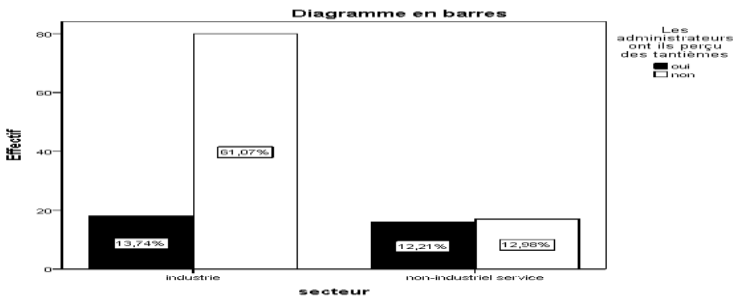 Diagramme en barres
Les
administrateurs
ont ils perçu
des tantièmes
oui
non
80
60
40
20
0
Effectif
61,07%
13,74%
12,21%
12,98%
industrie
non-industriel service
secteur